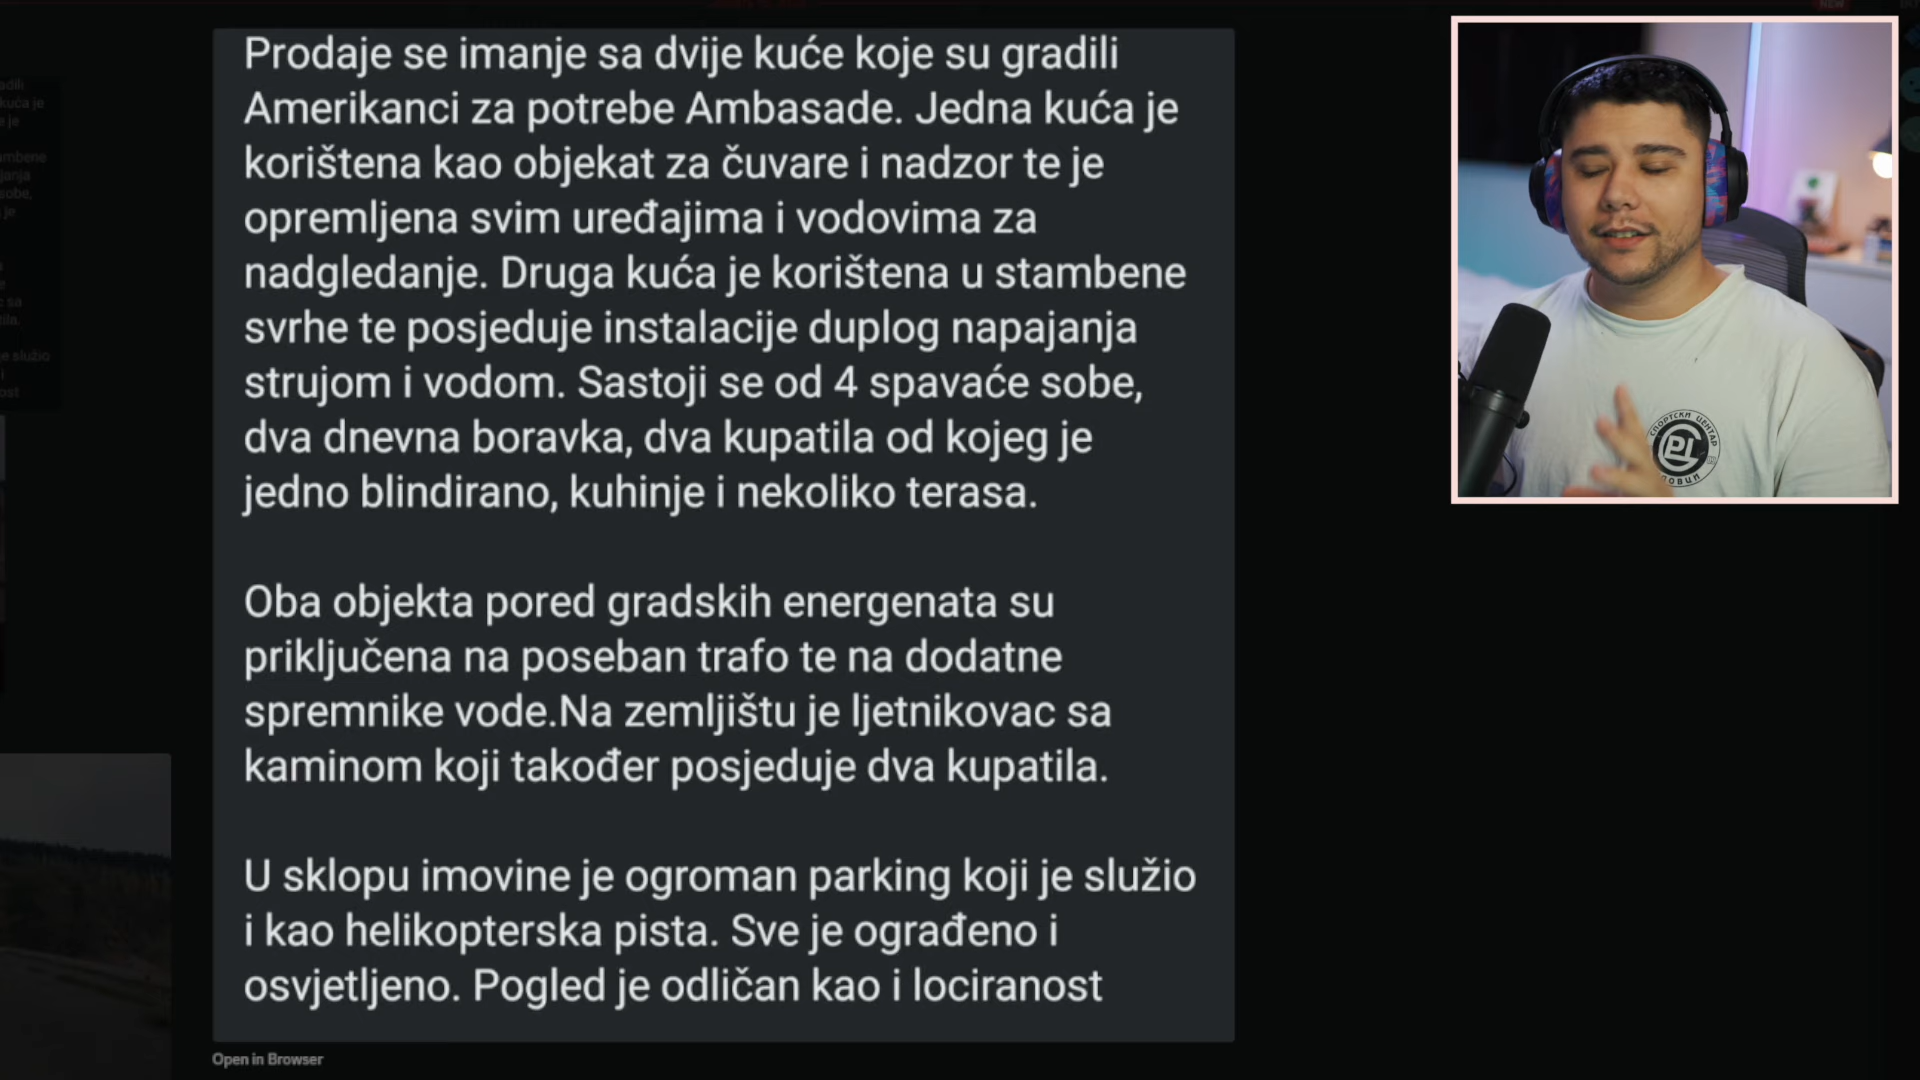 Prodaje se imanje sa dvije kuće koje su gradili
Amerikanci za potrebe Ambasade. Jedna kuća je
korištena kao objekat za čuvare i nadzor te je
opremljena svim uređajima i vodovima za
nadgledanje. Druga kuća je korištena u stambene
svrhe te posjeduje instalacije duplog napajanja
strujom i vodom. Sastoji se od 4 spavaće sobe,
dva dnevna boravka, dva kupatila od kojeg je
jedno blindirano, kuhinje i nekoliko terasa.
Oba objekta pored gradskih energenata su
priključena na poseban trafo te na dodatne
spremnike vode.Na zemljištu je ljetnikovac sa
kaminom koji također posjeduje dva kupatila.
U sklopu imovine je ogroman parking koji je služio
i kao helikopterska pista. Sve je ograđeno i
osvjetljeno. Pogled je odličan kao i lociranost
Open in Browser
NEW
СПОРТСКИ ЦЕНТАР